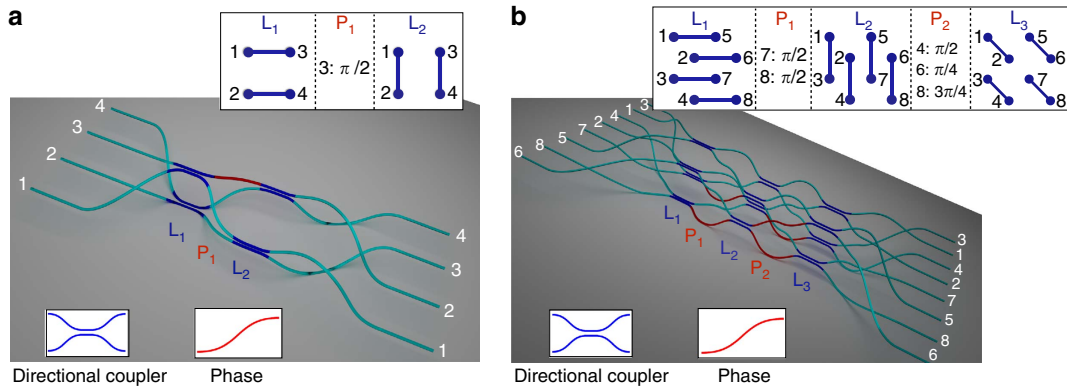 a
L1 P1 L2
1 3 3: π/2 1 3
2 4 2 4
4
3
2
1
L1
P1
L2
4
3
2
1
Directional coupler Phase
b
L1 P1 L2 P2 L3
1 5 7: π/2 1 5 4: π/2 1 5
2 6 8: π/2 2 6 6: π/4 2 6
3 7 3 7 8: 3π/4 3 7
4 8 4 8 4 8
3
1
4
2
7
5
8
6
L1
P1
L2
P2
L3
3
1
4
2
7
5
8
6
Directional coupler Phase